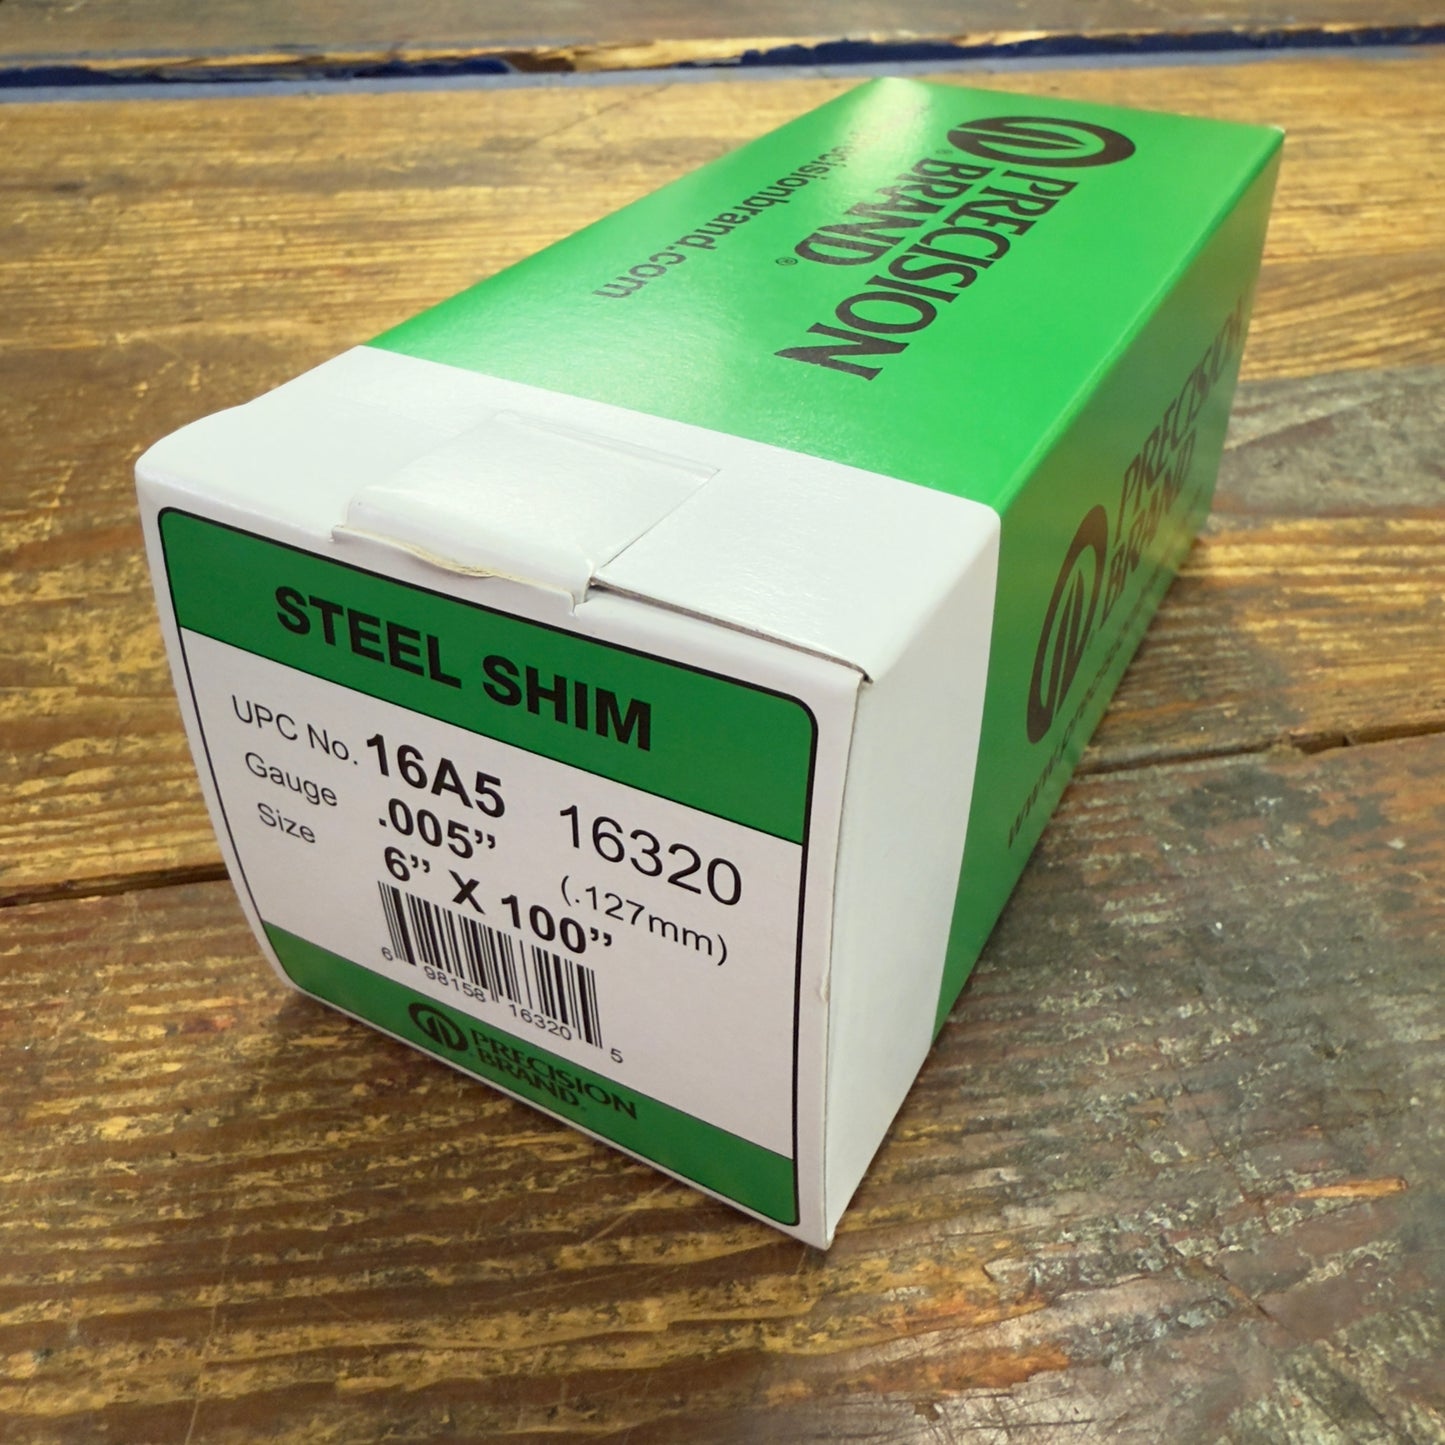 PRECISION
BRAND®
precisionbrand.com
PRECISION
BRAND
STEEL SHIM
UPC No. 16A5 16320
Gauge .005” (.127mm)
Size 6” X 100”
6 98158 16320 5
PRECISION
BRAND